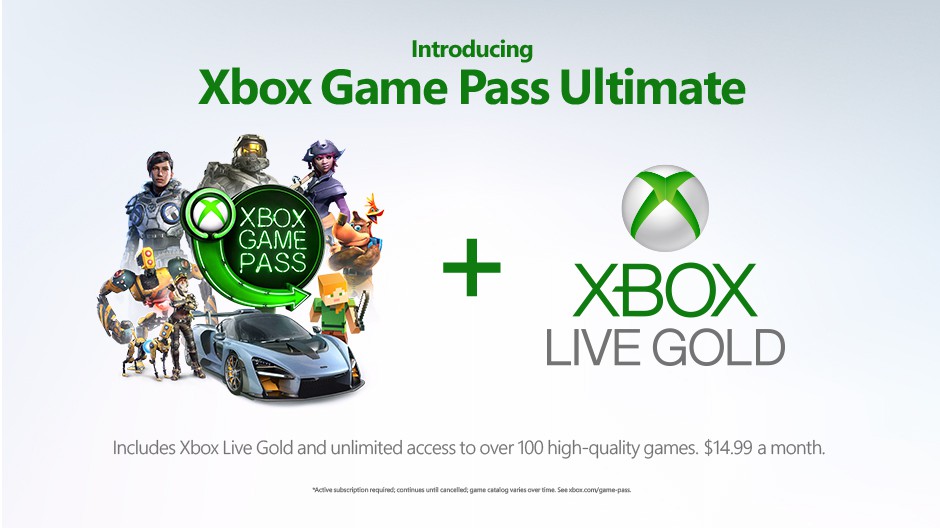 Introducing
Xbox Game Pass Ultimate
XBOX
GAME
PASS
+
XBOX
LIVE GOLD
Includes Xbox Live Gold and unlimited access to over 100 high-quality games. $14.99 a month.
*Active subscription required; continues until cancelled; game catalog varies over time. See xbox.com/game-pass.